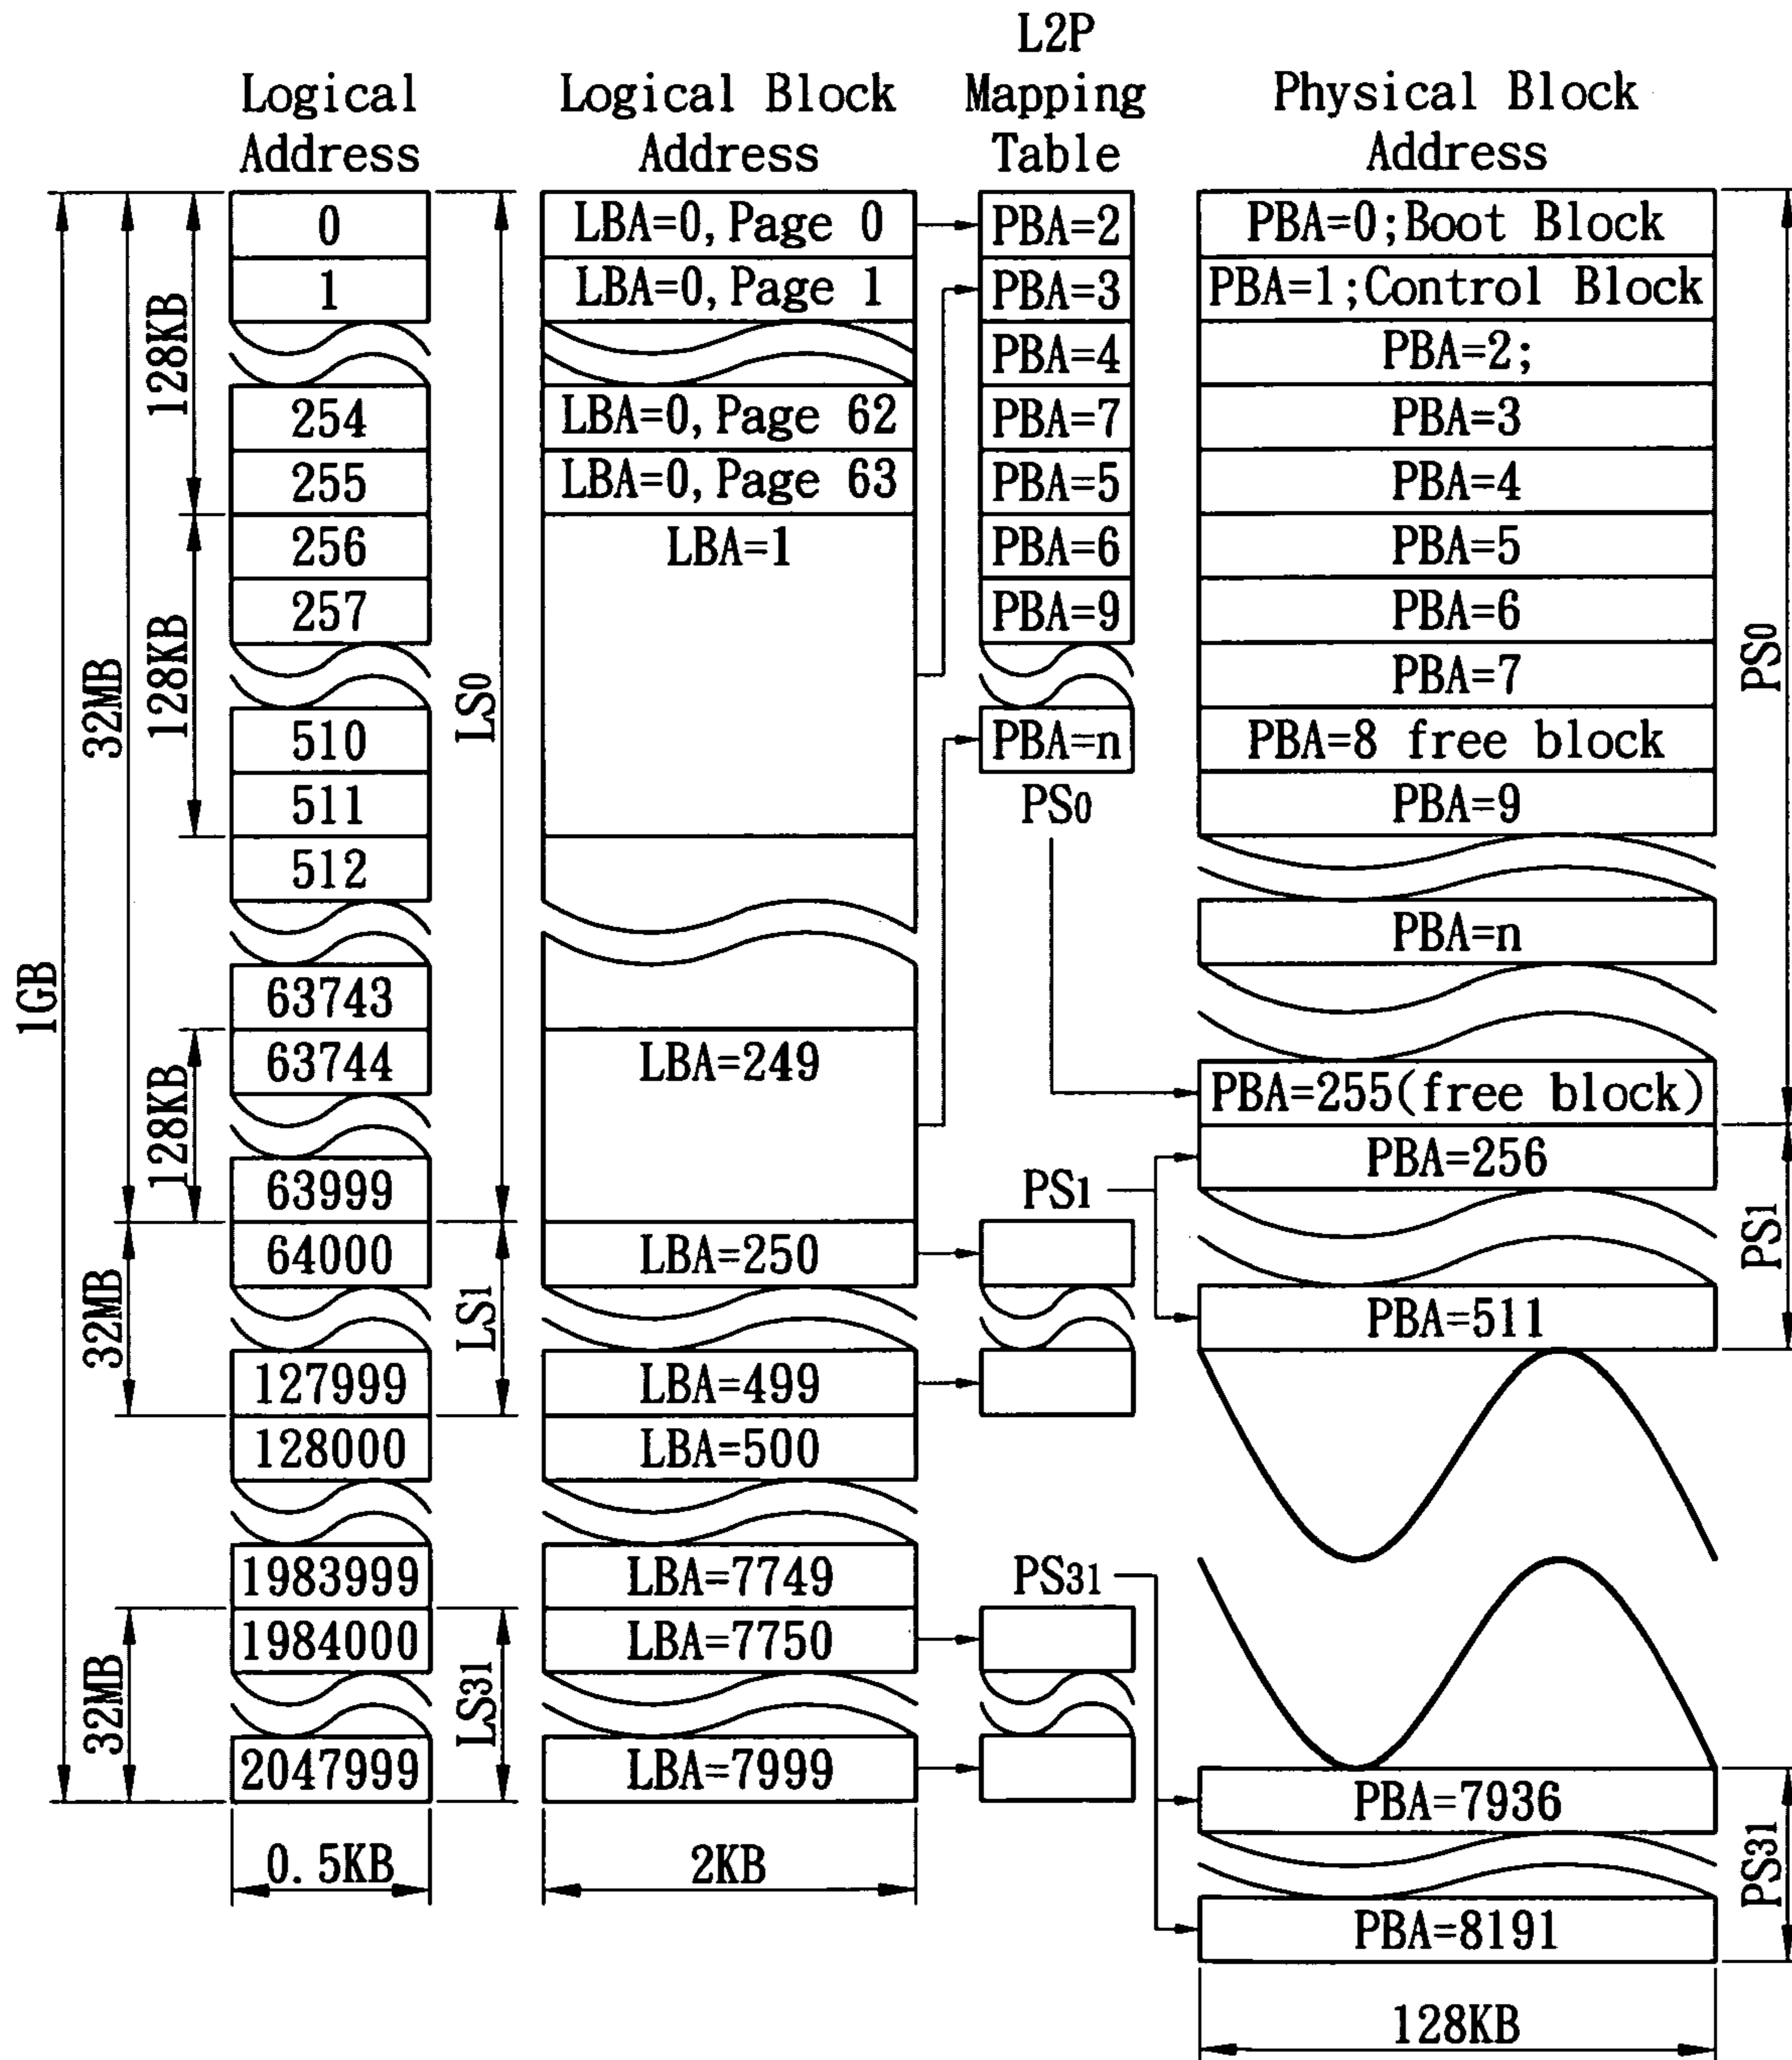 L2P
Logical Logical Block Mapping Physical Block
Address Address Table Address
0
1
254
255
256
257
510
511
512
63743
63744
63999
64000
127999
128000
1983999
1984000
2047999
0.5KB
1GB
32MB
32MB
32MB
128KB
128KB
128KB
LS0
LS1
LS31
LBA=0,Page 0
LBA=0,Page 1
LBA=0,Page 62
LBA=0,Page 63
LBA=1
LBA=249
LBA=250
LBA=499
LBA=500
LBA=7749
LBA=7750
LBA=7999
2KB
PBA=2
PBA=3
PBA=4
PBA=7
PBA=5
PBA=6
PBA=9
PBA=n
PS0
PS1
PS31
PBA=0;Boot Block
PBA=1;Control Block
PBA=2;
PBA=3
PBA=4
PBA=5
PBA=6
PBA=7
PBA=8 free block
PBA=9
PBA=n
PBA=255(free block)
PBA=256
PBA=511
PBA=7936
PBA=8191
128KB
PS0
PS1
PS31